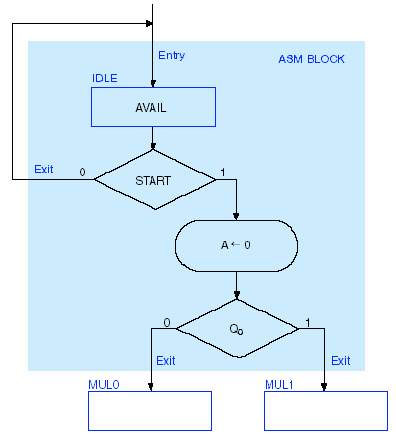 Entry
ASM BLOCK
IDLE
AVAIL
Exit
0
START
1
A ← 0
0
Q₀
1
Exit
Exit
MUL0
MUL1